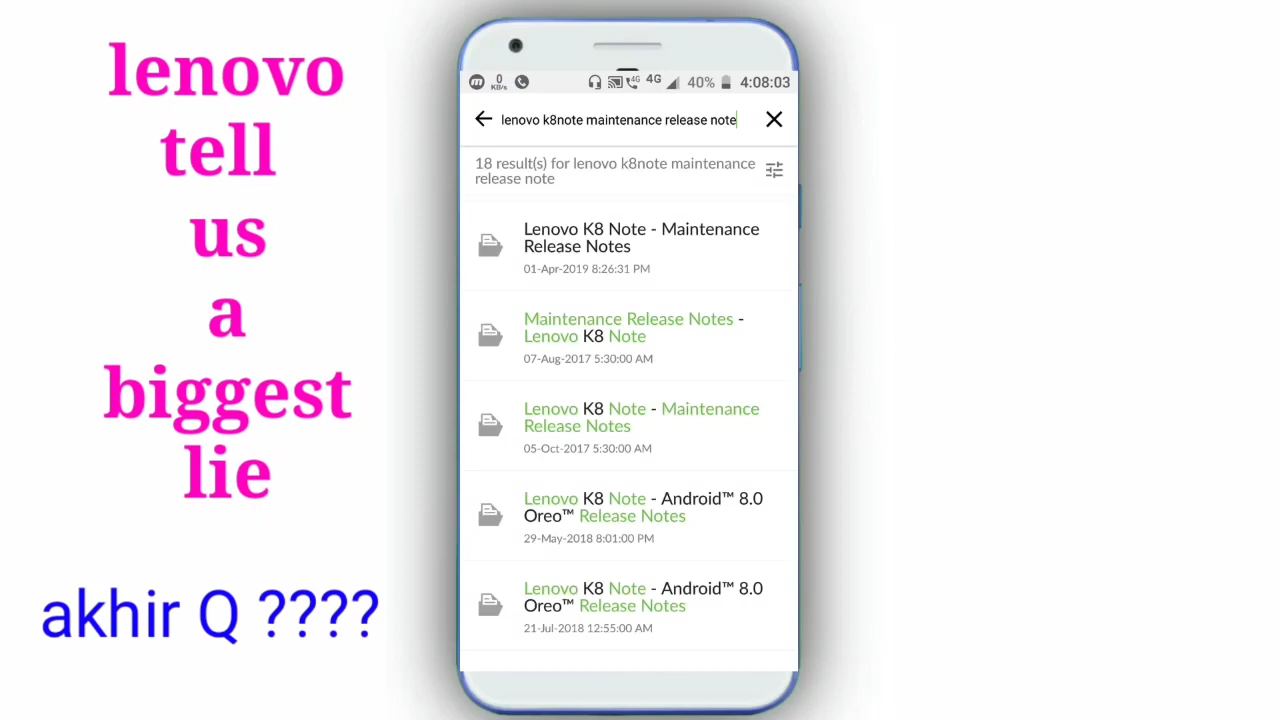 lenovo
tell
us
a
biggest
lie
akhir Q ????
0
KB/s
4G
4G
40%
4:08:03
lenovo k8note maintenance release note
18 result(s) for lenovo k8note maintenance
release note
Lenovo K8 Note - Maintenance
Release Notes
01-Apr-2019 8:26:31 PM
Maintenance Release Notes -
Lenovo K8 Note
07-Aug-2017 5:30:00 AM
Lenovo K8 Note - Maintenance
Release Notes
05-Oct-2017 5:30:00 AM
Lenovo K8 Note - Android™ 8.0
Oreo™ Release Notes
29-May-2018 8:01:00 PM
Lenovo K8 Note - Android™ 8.0
Oreo™ Release Notes
21-Jul-2018 12:55:00 AM